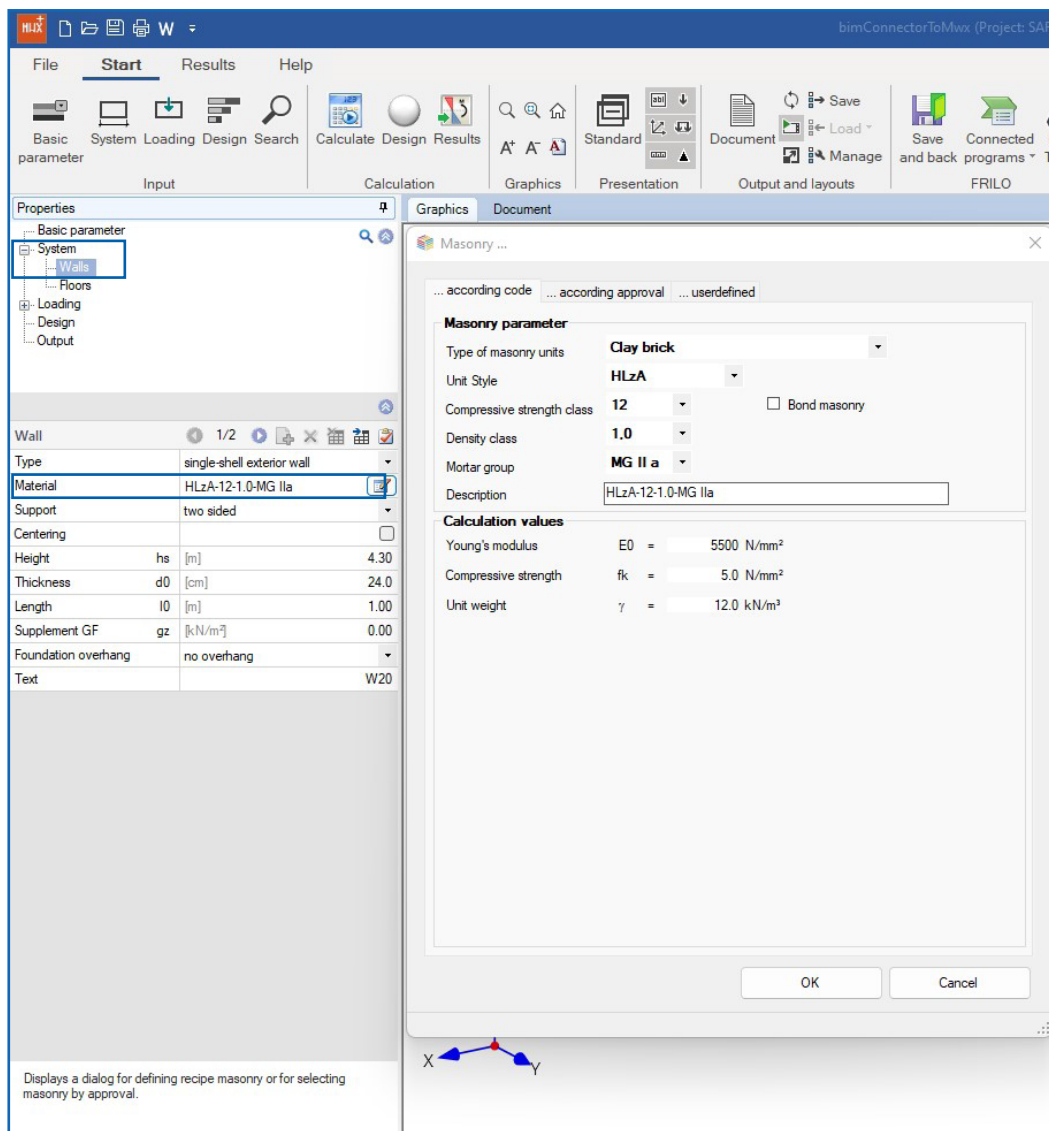 MWX+ W bimConnectorToMwx (Project: SAF
File Start Results Help
Basic parameter System Loading Design Search
Input
Calculate Design Results
Calculation
A+ A- A
Graphics
Standard abl
Presentation
Document Save
Load
Manage
Output and layouts
Save and back Connected programs
FRILO
Properties
Basic parameter
System
Walls
Floors
Loading
Design
Output
Wall 1/2
Type single-shell exterior wall
Material HLzA-12-1.0-MG IIa
Support two sided
Centering
Height hs [m] 4.30
Thickness d0 [cm] 24.0
Length l0 [m] 1.00
Supplement GF gz [kN/m²] 0.00
Foundation overhang no overhang
Text W20
Displays a dialog for defining recipe masonry or for selecting
masonry by approval.
Graphics Document
Masonry ...
... according code ... according approval ... userdefined
Masonry parameter
Type of masonry units Clay brick
Unit Style HLzA
Compressive strength class 12 Bond masonry
Density class 1,0
Mortar group MG II a
Description HLzA-12-1.0-MG IIa
Calculation values
Young's modulus E0 = 5500 N/mm²
Compressive strength fk = 5.0 N/mm²
Unit weight γ = 12.0 kN/m³
OK Cancel
X Y